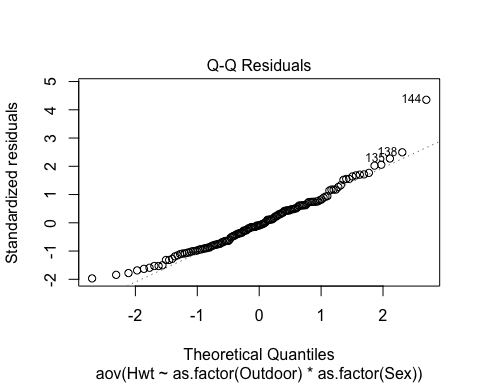 Q-Q Residuals
Standardized residuals
5
4
3
2
1
0
-1
-2
144
138
135
-2 -1 0 1 2
Theoretical Quantiles
aov(Hwt ~ as.factor(Outdoor) * as.factor(Sex))